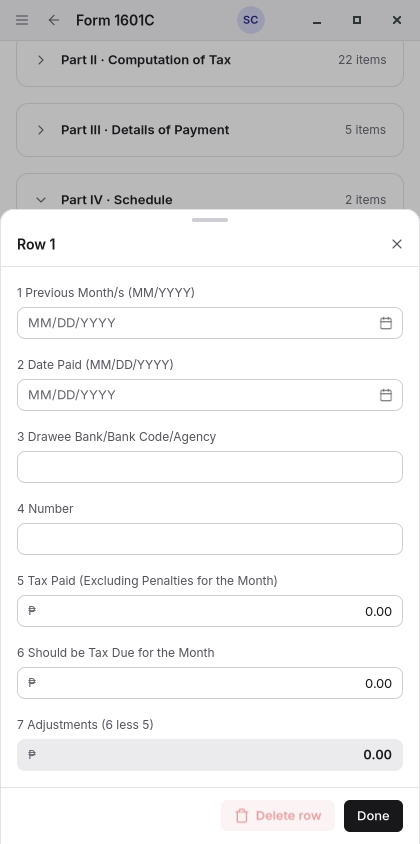 Form 1601C
SC
Part II · Computation of Tax
22 items
Part III · Details of Payment
5 items
Part IV · Schedule
2 items
Row 1
1 Previous Month/s (MM/YYYY)
MM/DD/YYYY
2 Date Paid (MM/DD/YYYY)
MM/DD/YYYY
3 Drawee Bank/Bank Code/Agency
4 Number
5 Tax Paid (Excluding Penalties for the Month)
₱ 0.00
6 Should be Tax Due for the Month
₱ 0.00
7 Adjustments (6 less 5)
₱ 0.00
Delete row
Done